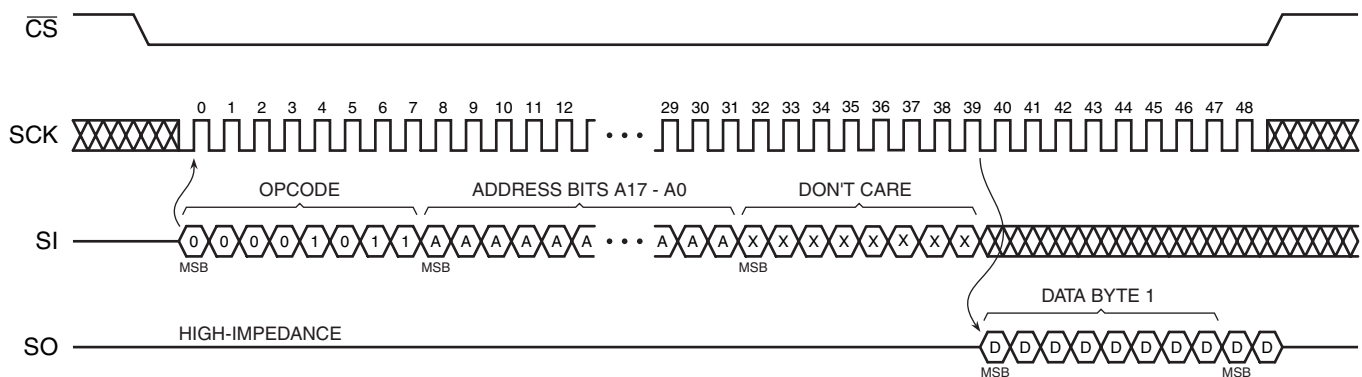 CS
0 1 2 3 4 5 6 7 8 9 10 11 12 29 30 31 32 33 34 35 36 37 38 39 40 41 42 43 44 45 46 47 48
SCK • • •
OPCODE ADDRESS BITS A17 - A0 DON'T CARE
SI 0 0 0 0 1 0 1 1 A A A A A A • • • A A A X X X X X X X X
MSB MSB MSB
DATA BYTE 1
HIGH-IMPEDANCE
SO D D D D D D D D D D
MSB MSB